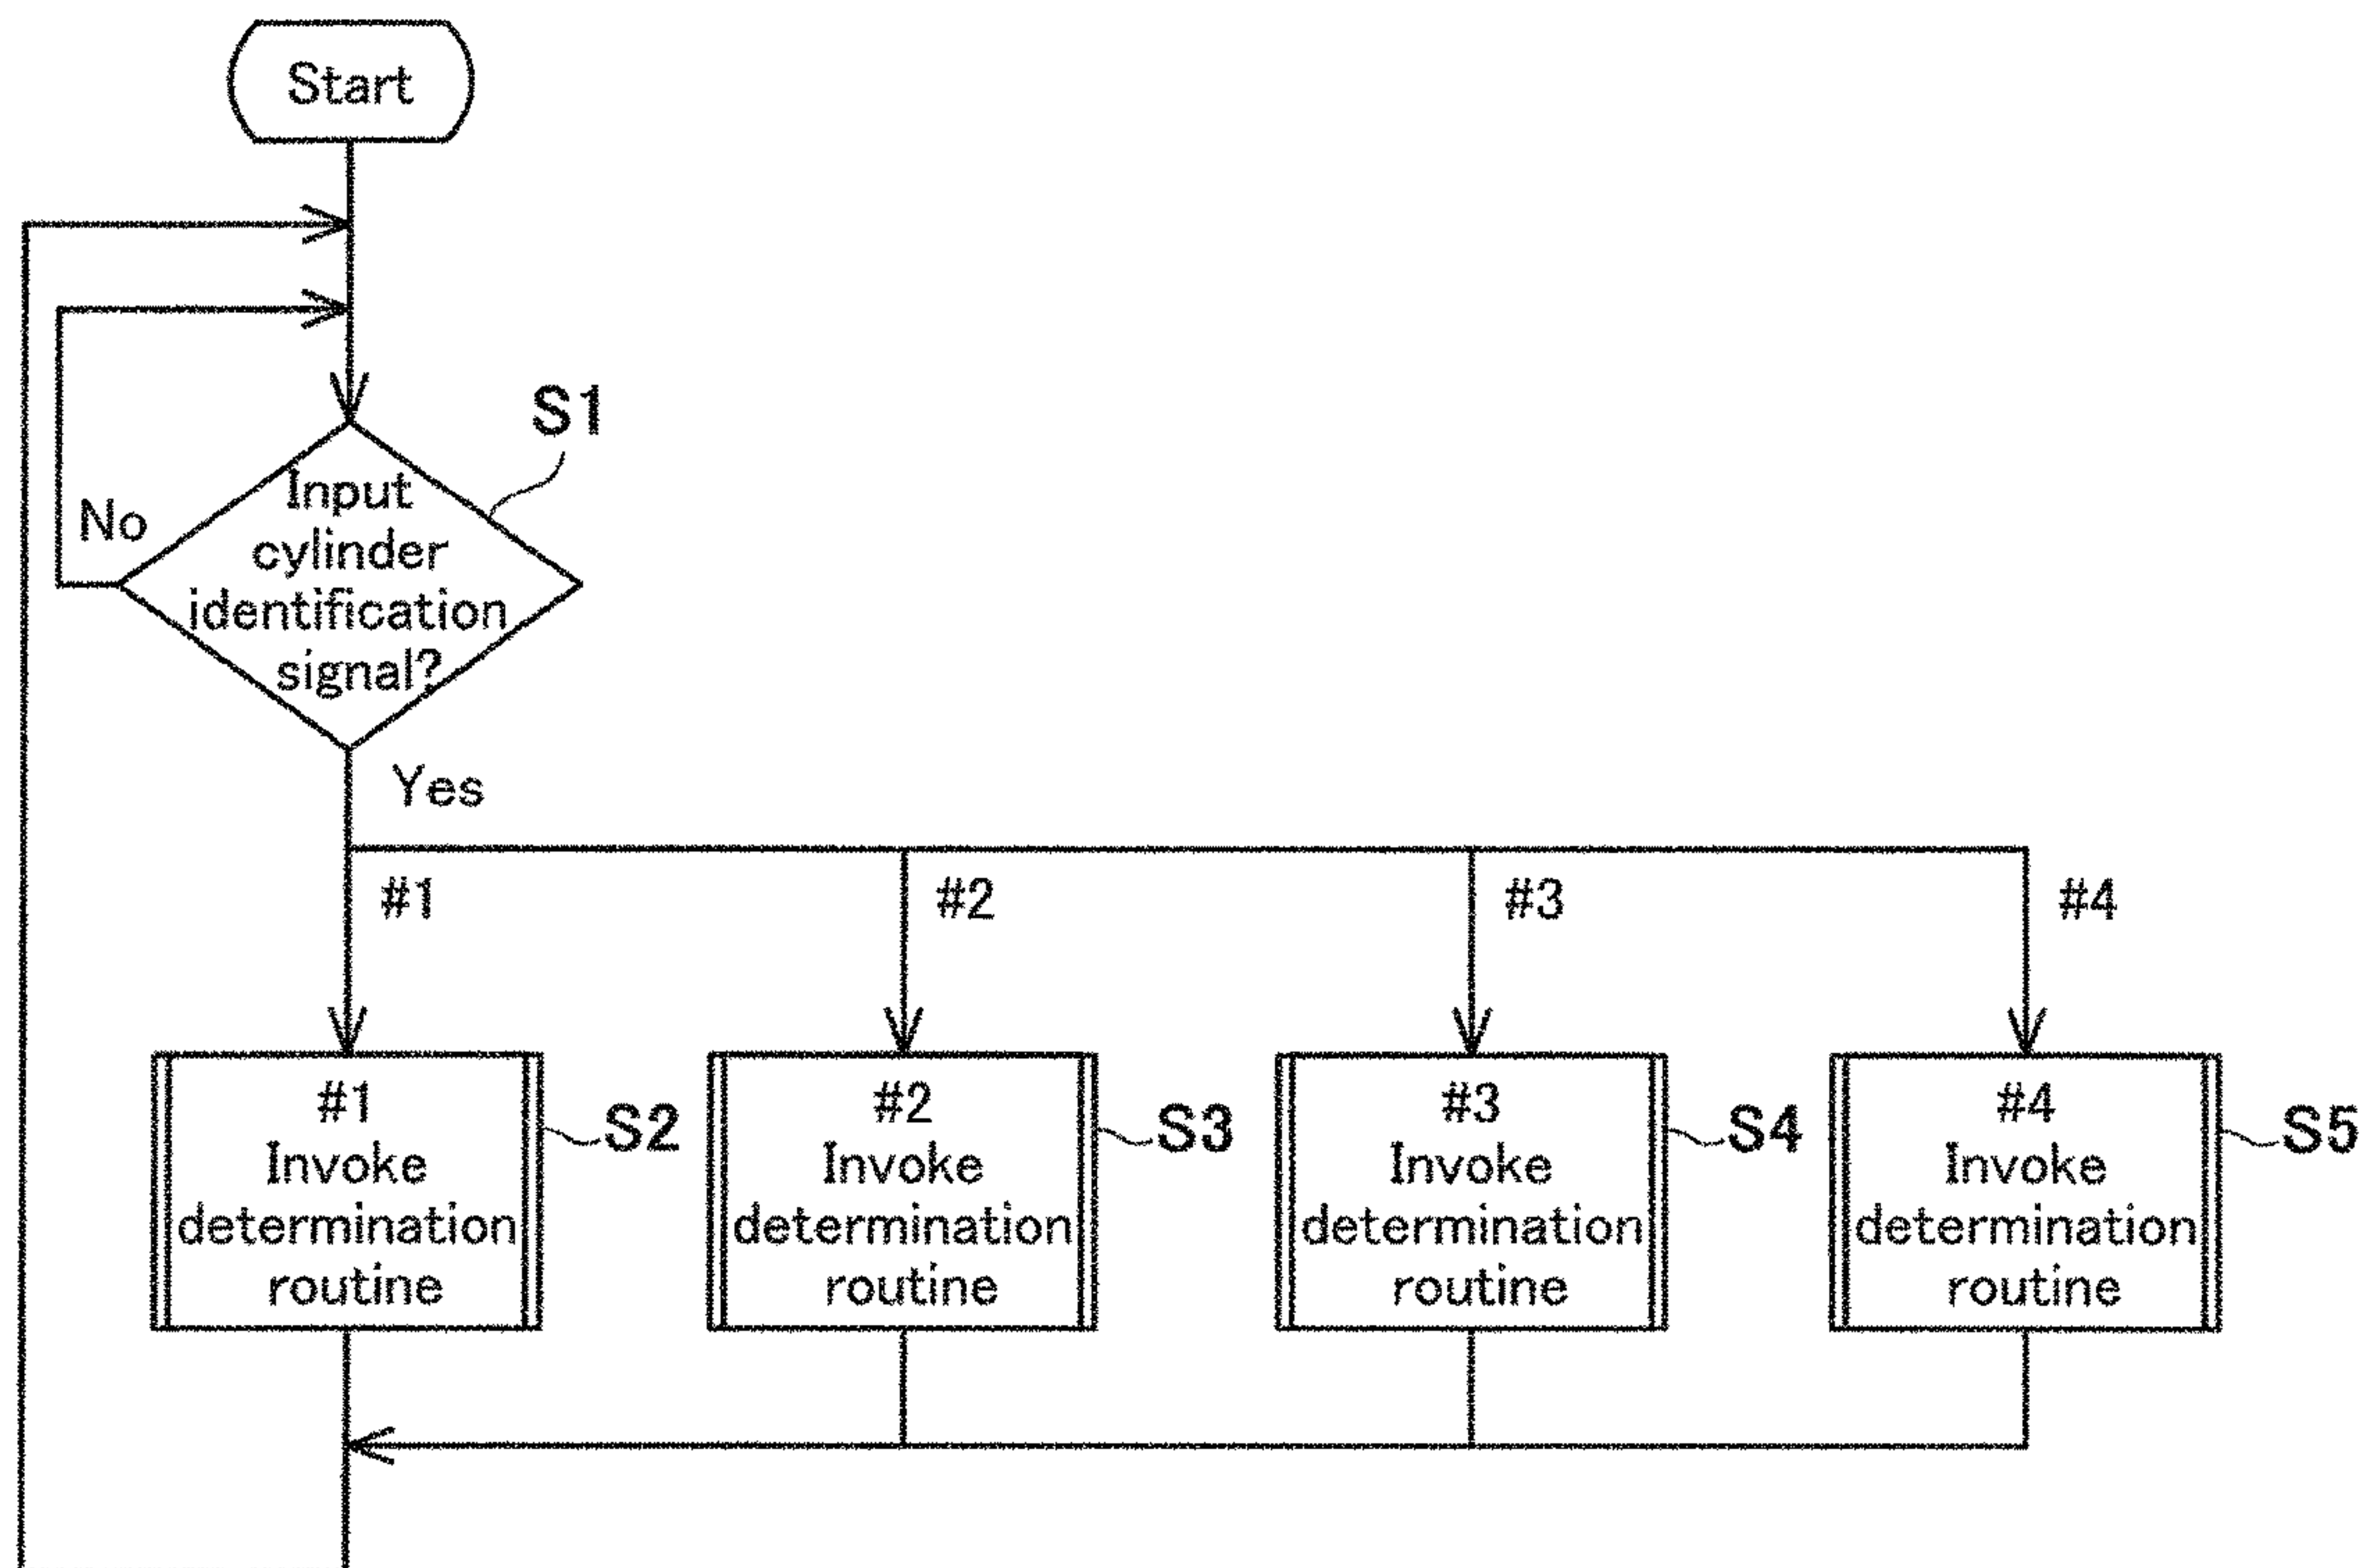 Start
S1
Input
cylinder
identification
signal?
No
Yes
#1
#2
#3
#4
#1
Invoke
determination
routine
S2
#2
Invoke
determination
routine
S3
#3
Invoke
determination
routine
S4
#4
Invoke
determination
routine
S5